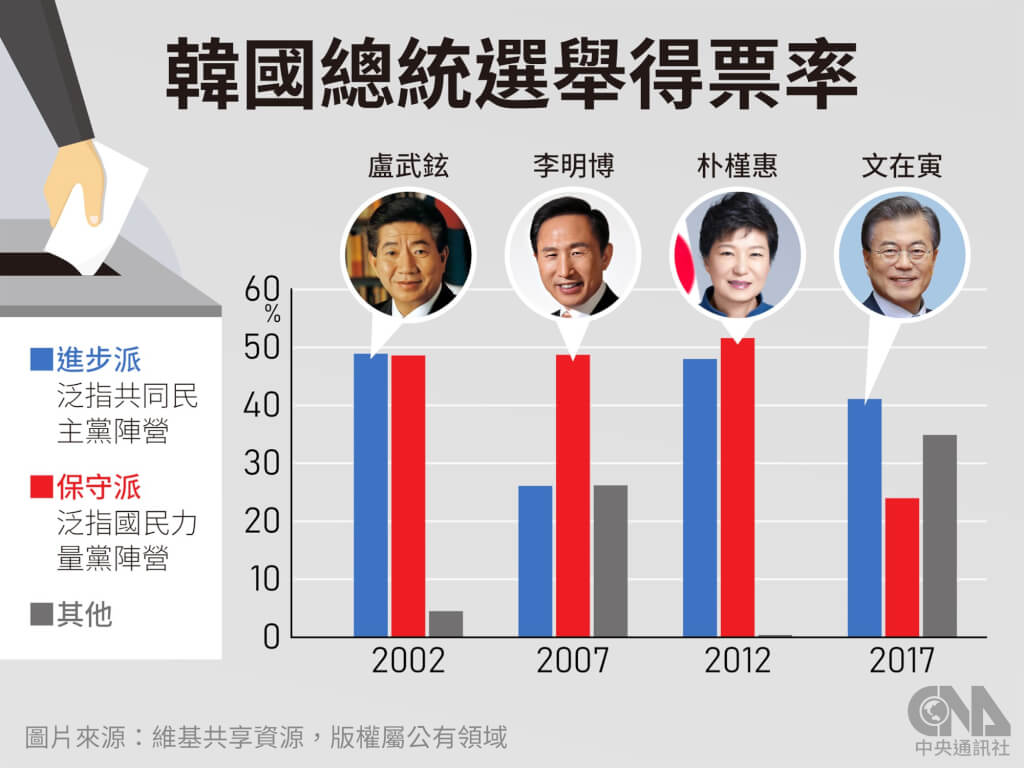 韓國總統選舉得票率
盧武鉉
李明博
朴槿惠
文在寅
60
%
50
40
30
20
10
0
2002
2007
2012
2017
進步派
泛指共同民
主黨陣營
保守派
泛指國民力
量黨陣營
其他
圖片來源：維基共享資源，版權屬公有領域
CNA
中央通訊社